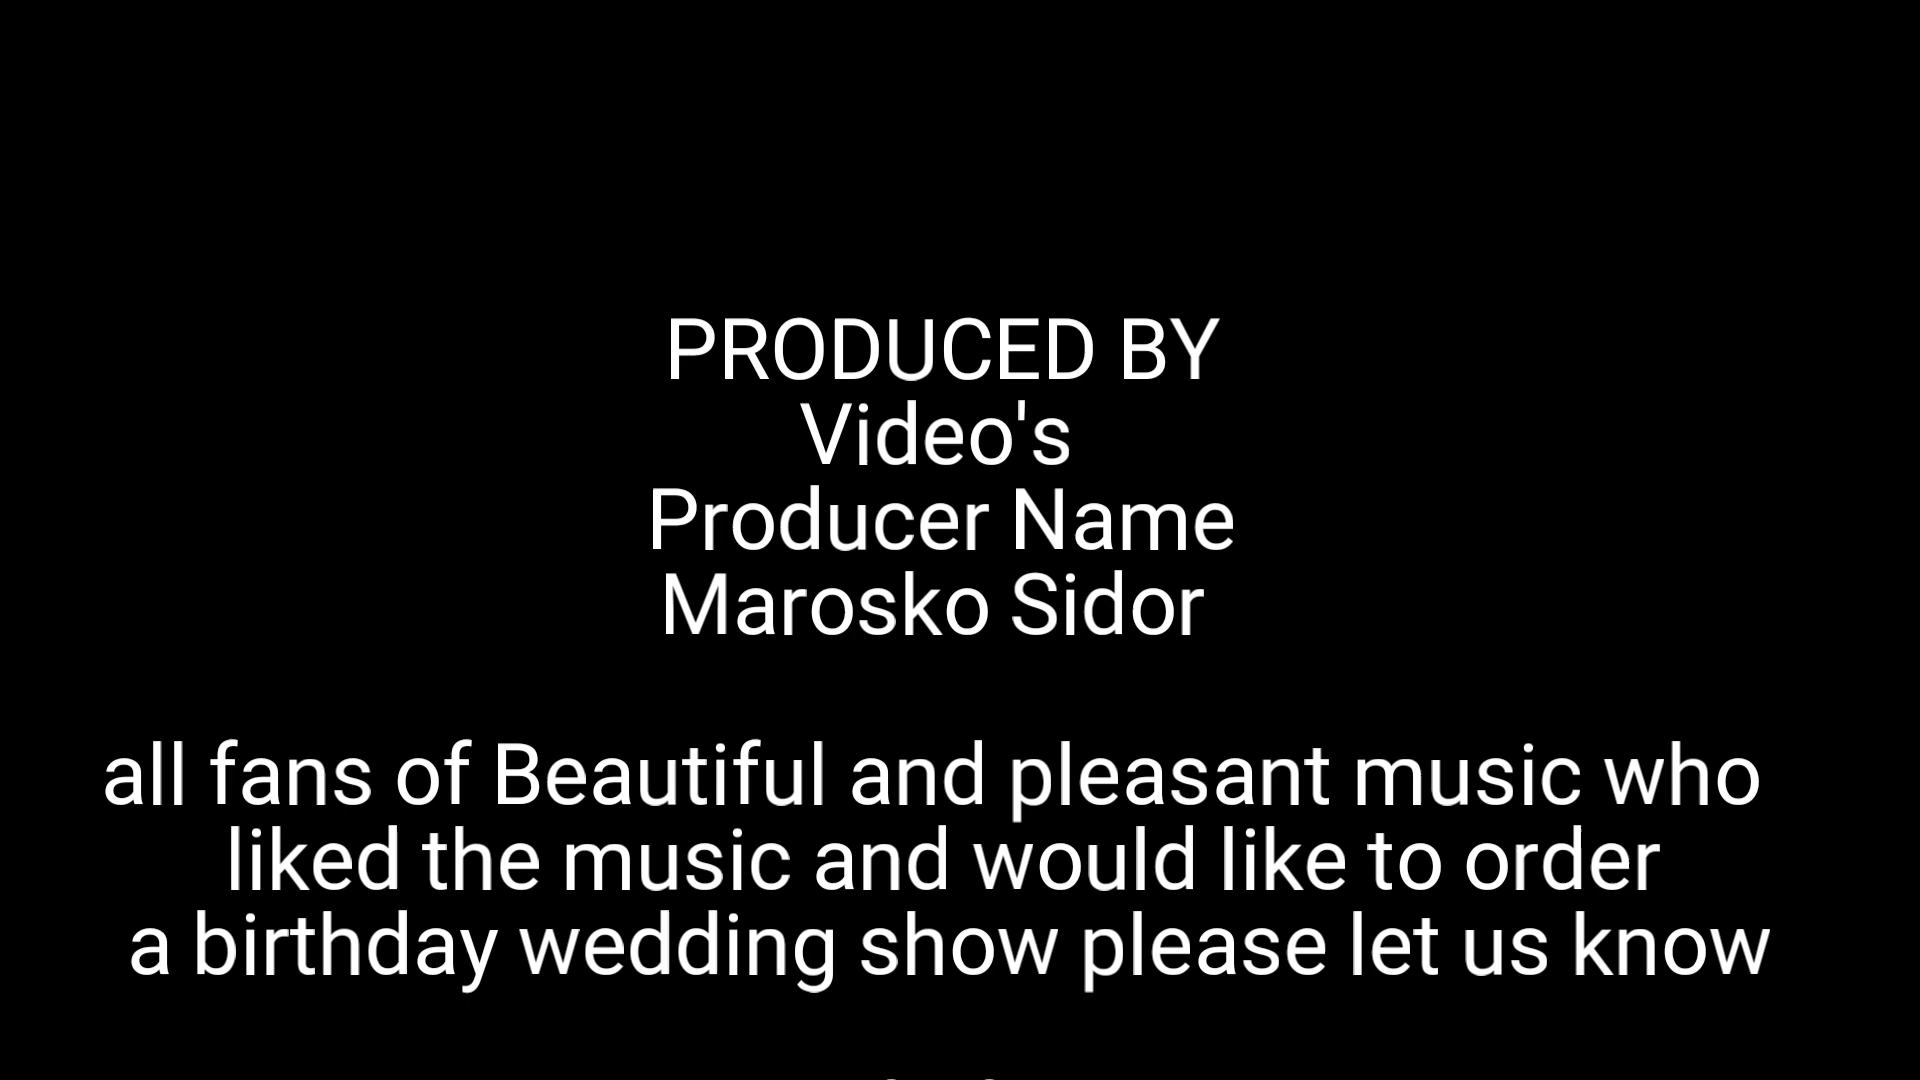 PRODUCED BY
Video's
Producer Name
Marosko Sidor
all fans of Beautiful and pleasant music who
liked the music and would like to order
a birthday wedding show please let us know